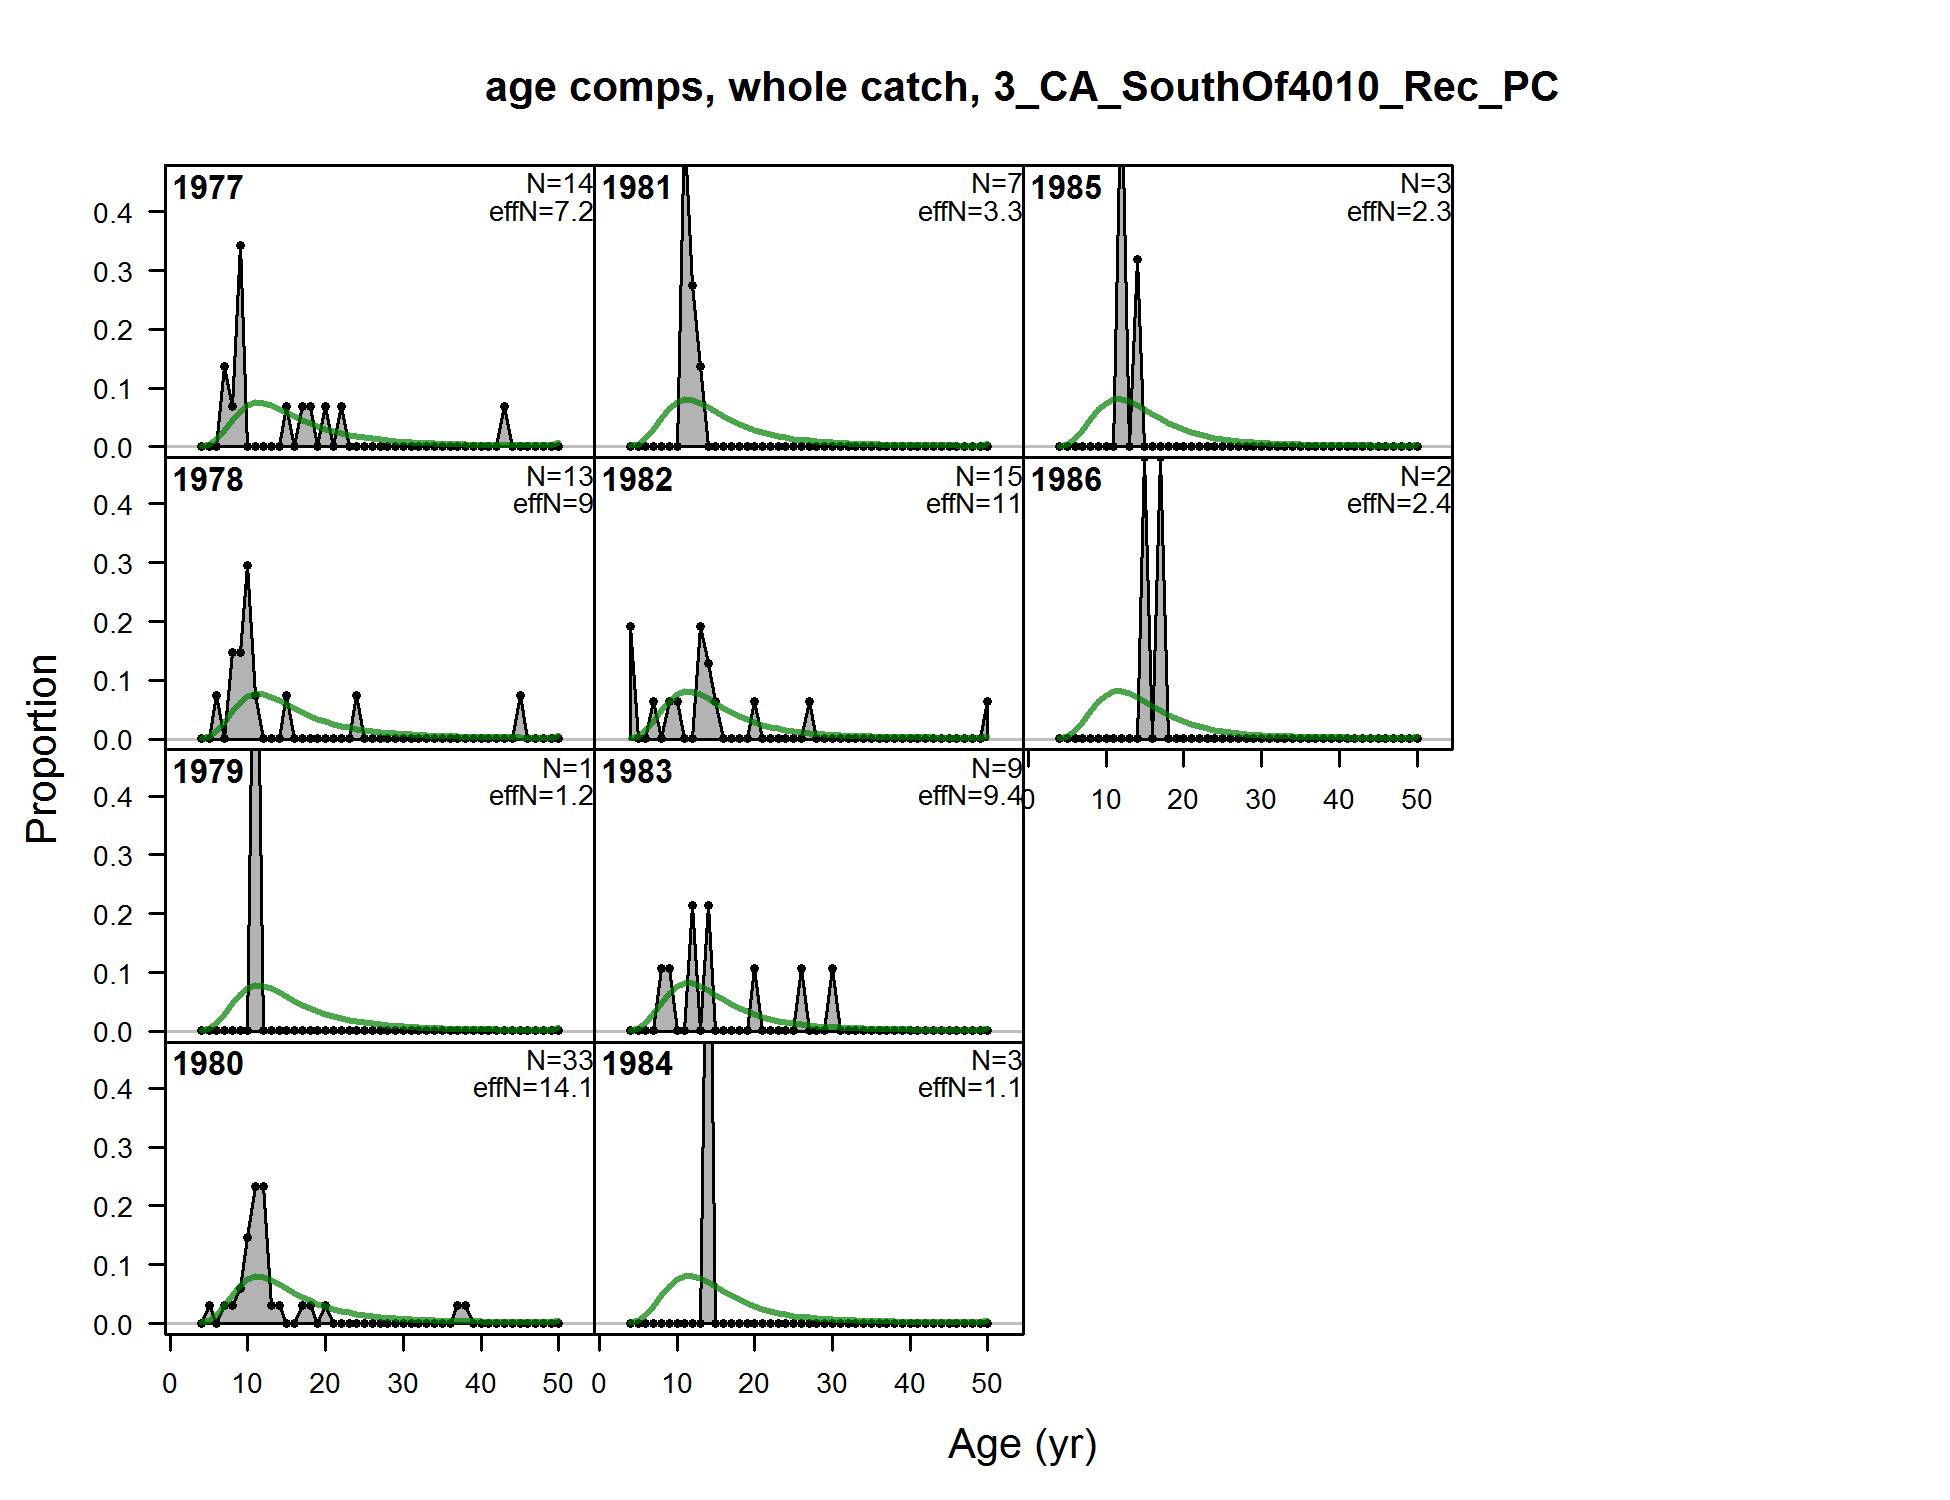 age comps, whole catch, 3_CA_SouthOf4010_Rec_PC
Proportion
1977
N=14
effN=7.2
0.4
0.3
0.2
0.1
0.0
1981
N=7
effN=3.3
1985
N=3
effN=2.3
1978
N=13
effN=9
0.4
0.3
0.2
0.1
0.0
1982
N=15
effN=11
1986
N=2
effN=2.4
0 10 20 30 40 50
1979
N=1
effN=1.2
0.4
0.3
0.2
0.1
0.0
1983
N=9
effN=9.4
1980
N=33
effN=14.1
0.4
0.3
0.2
0.1
0.0
1984
N=3
effN=1.1
0 10 20 30 40 50
0 10 20 30 40 50
Age (yr)